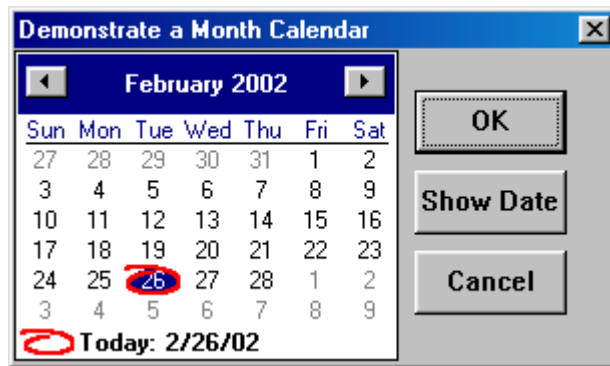 Demonstrate a Month Calendar
February 2002
Sun Mon Tue Wed Thu Fri Sat
27 28 29 30 31 1 2
3 4 5 6 7 8 9
10 11 12 13 14 15 16
17 18 19 20 21 22 23
24 25 26 27 28 1 2
3 4 5 6 7 8 9
Today: 2/26/02
OK
Show Date
Cancel